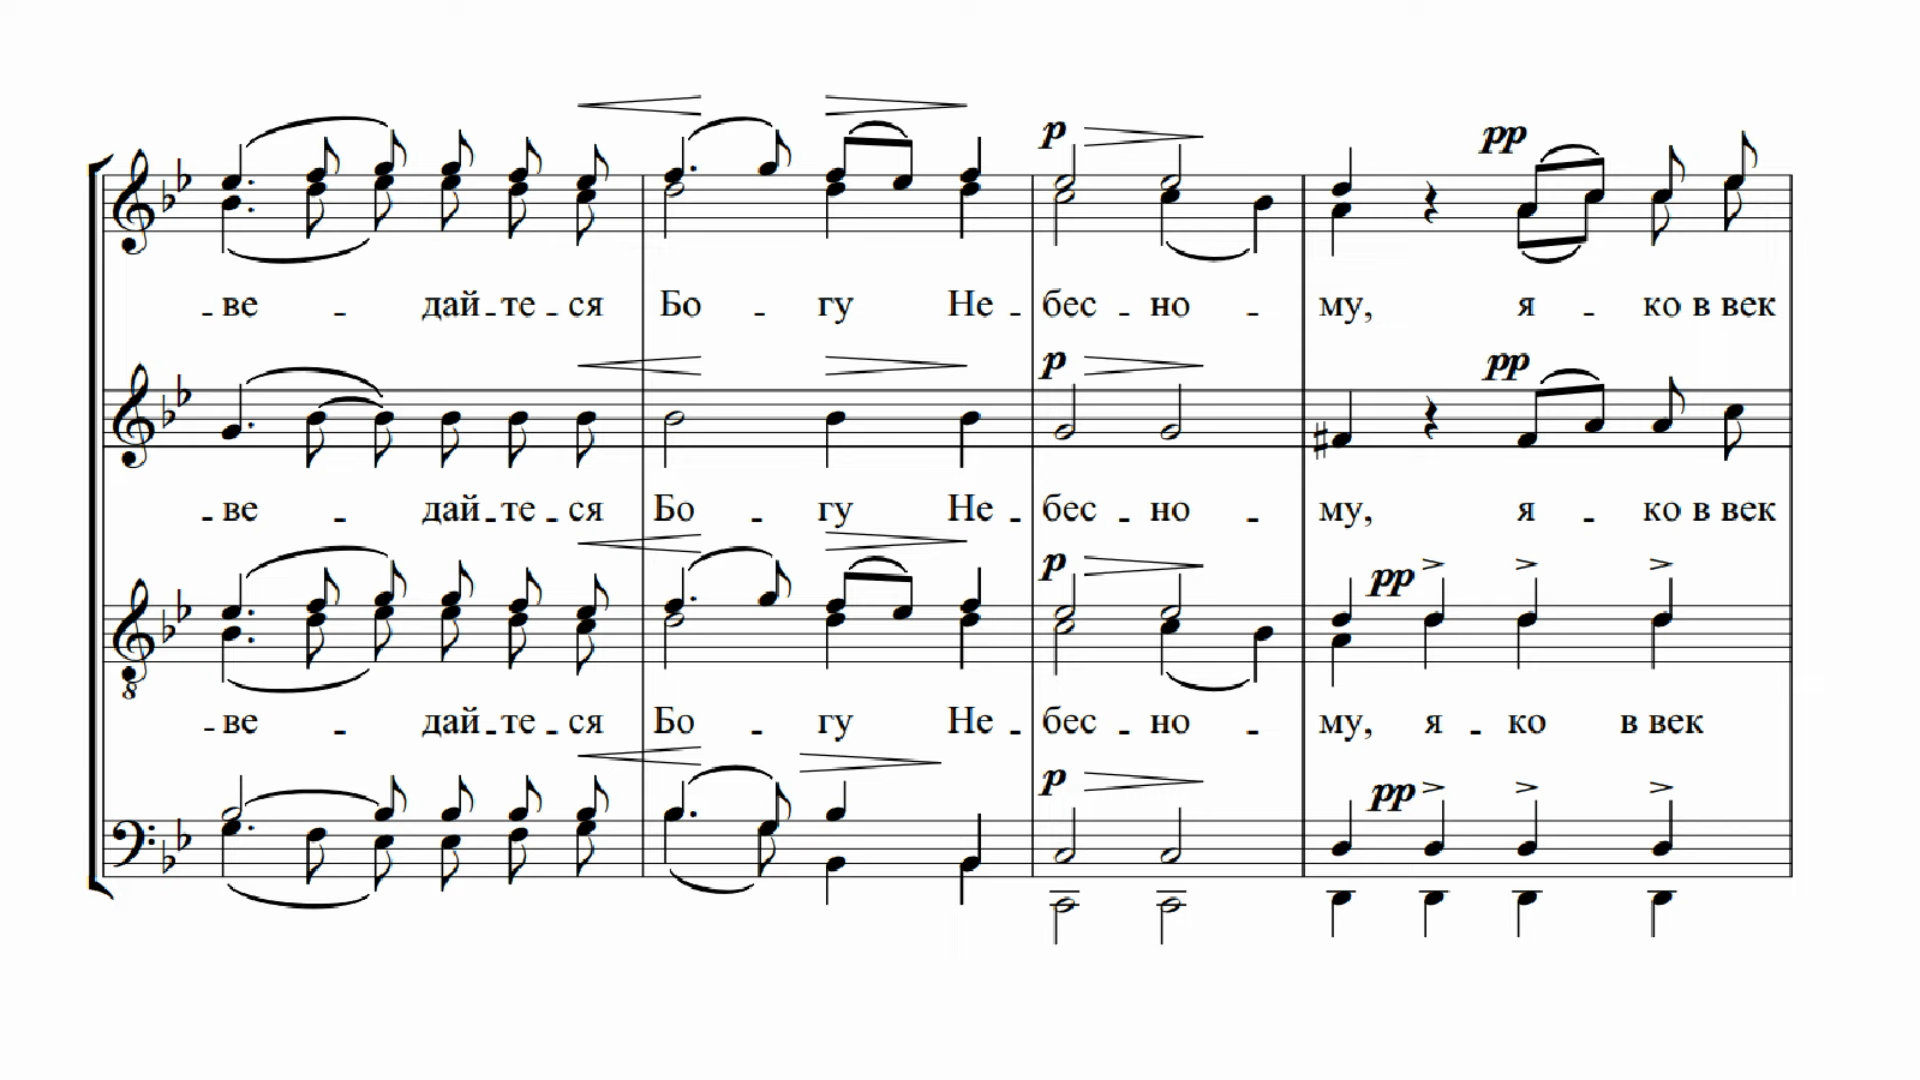 p pp
- ве - дай - те - ся Бо - гу Не - бес - но - му, я - ко в век
p pp
- ве - дай - те - ся Бо - гу Не - бес - но - му, я - ко в век
p pp
8
- ве - дай - те - ся Бо - гу Не - бес - но - му, я - ко в век
p pp